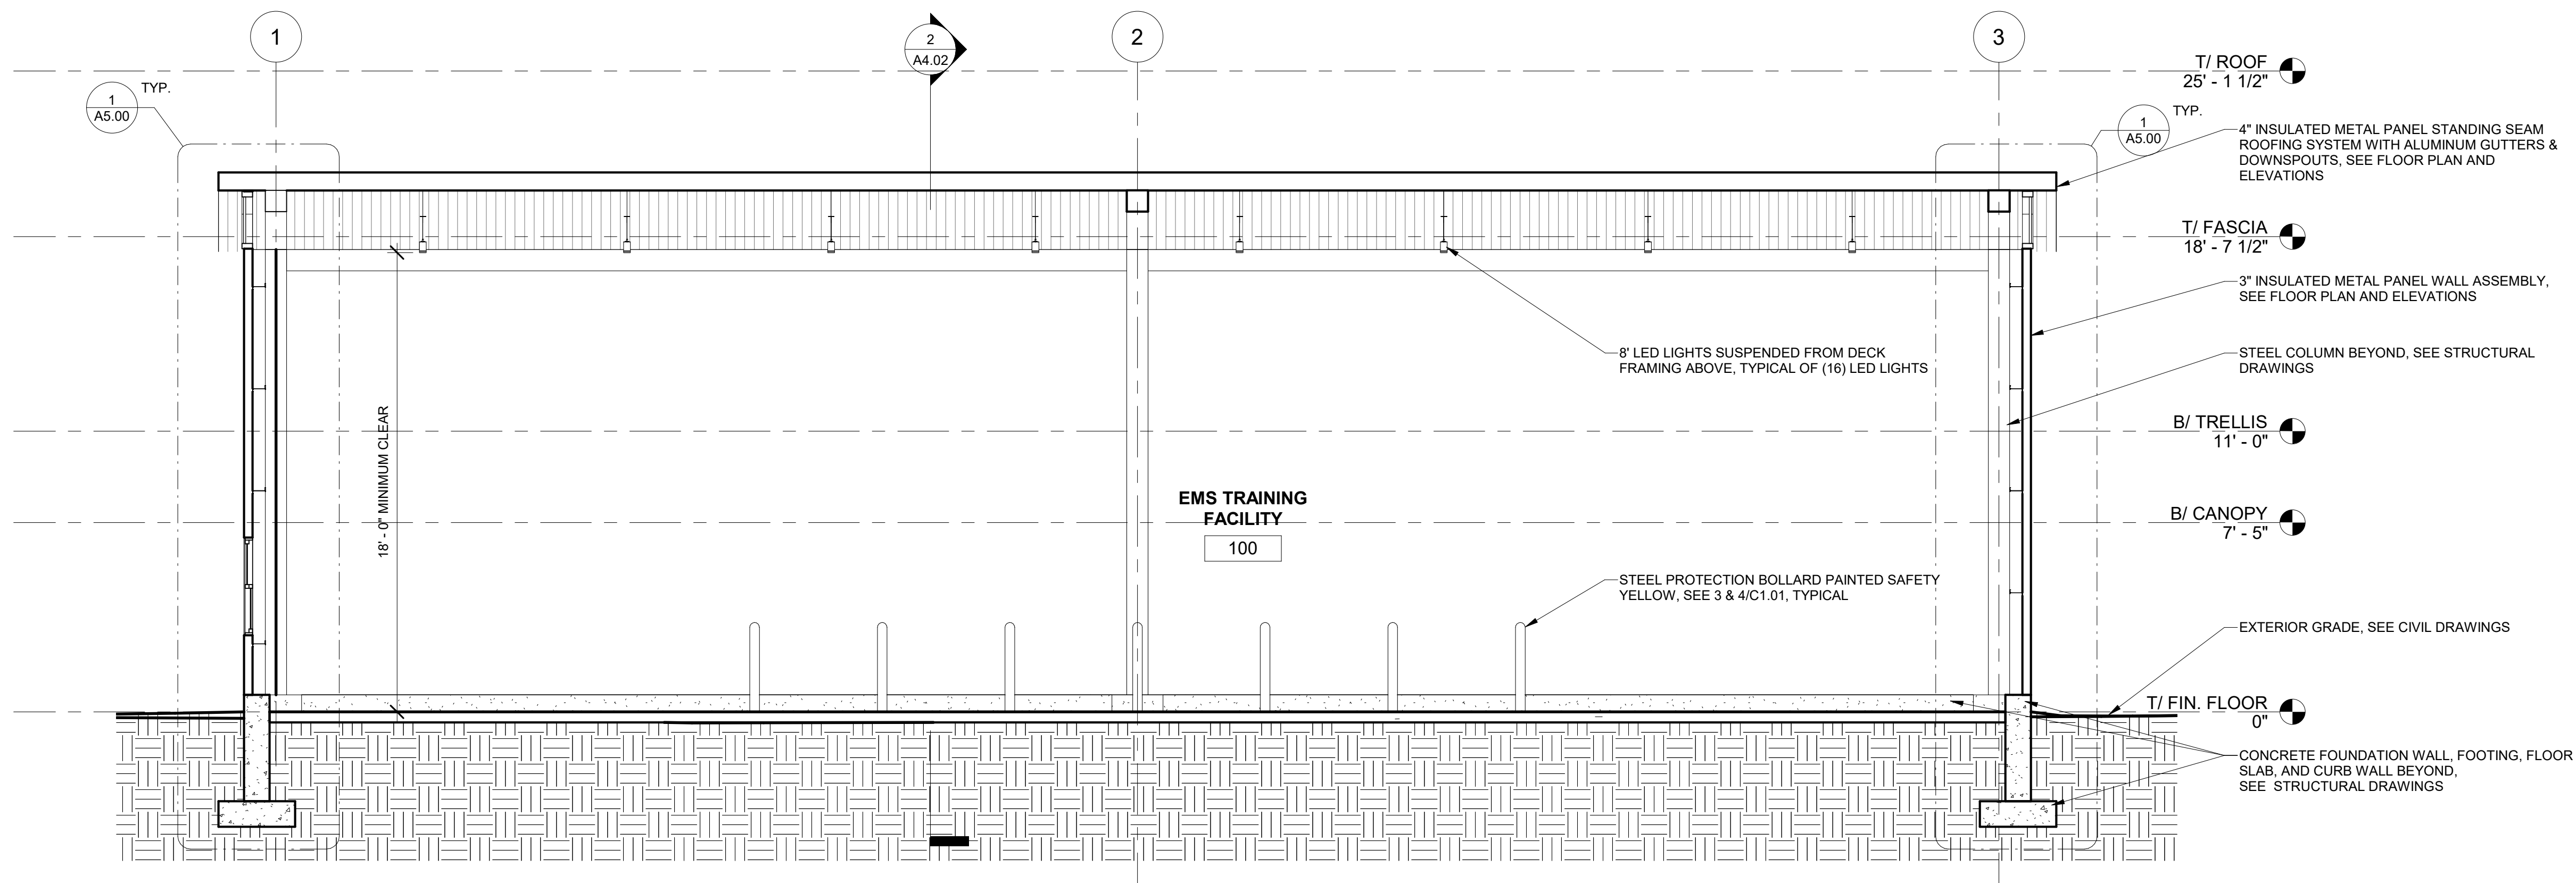 1
2
A4.02
2
3
T/ ROOF
25' - 1 1/2"
1
A5.00
TYP.
1
A5.00
TYP.
4" INSULATED METAL PANEL STANDING SEAM
ROOFING SYSTEM WITH ALUMINUM GUTTERS &
DOWNSPOUTS, SEE FLOOR PLAN AND
ELEVATIONS
T/ FASCIA
18' - 7 1/2"
3" INSULATED METAL PANEL WALL ASSEMBLY,
SEE FLOOR PLAN AND ELEVATIONS
8' LED LIGHTS SUSPENDED FROM DECK
FRAMING ABOVE, TYPICAL OF (16) LED LIGHTS
STEEL COLUMN BEYOND, SEE STRUCTURAL
DRAWINGS
B/ TRELLIS
11' - 0"
18' - 0" MINIMUM CLEAR
EMS TRAINING
FACILITY
100
B/ CANOPY
7' - 5"
STEEL PROTECTION BOLLARD PAINTED SAFETY
YELLOW, SEE 3 & 4/C1.01, TYPICAL
EXTERIOR GRADE, SEE CIVIL DRAWINGS
T/ FIN. FLOOR
0"
CONCRETE FOUNDATION WALL, FOOTING, FLOOR
SLAB, AND CURB WALL BEYOND,
SEE STRUCTURAL DRAWINGS